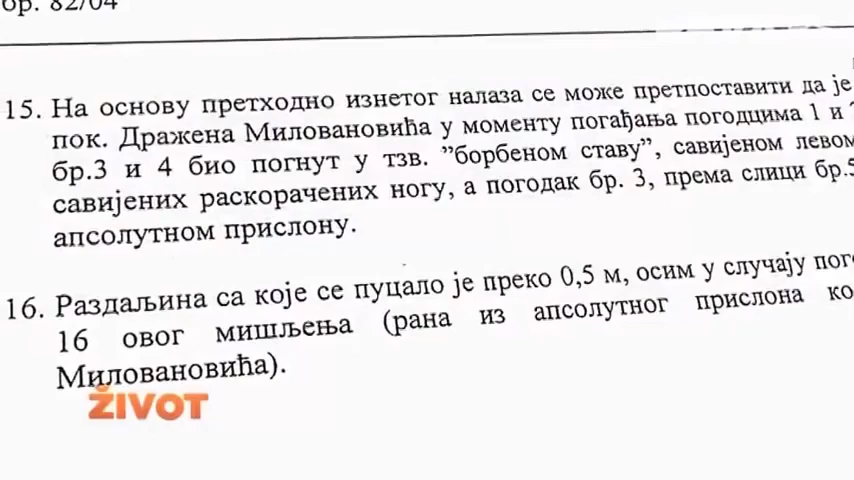 бр. 82/04
15. На основу претходно изнетог налаза се може претпоставити да је
пок. Дражена Миловановића у моменту погађања погодцима 1 и
бр.3 и 4 био погнут у тзв. ”борбеном ставу”, савијеном левом
савијених раскорачених ногу, а погодак бр. 3, према слици бр.5
апсолутном прислону.
16. Раздаљина са које се пуцало је преко 0,5 м, осим у случају
16 овог мишљења (рана из апсолутног прислона
Миловановића).
ŽIVOT